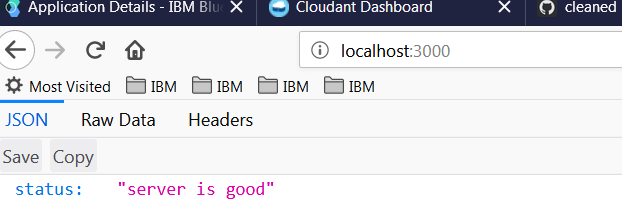 Application Details - IBM Blu
Cloudant Dashboard
cleaned
localhost:3000
Most Visited IBM IBM IBM IBM
JSON Raw Data Headers
Save Copy
status: "server is good"